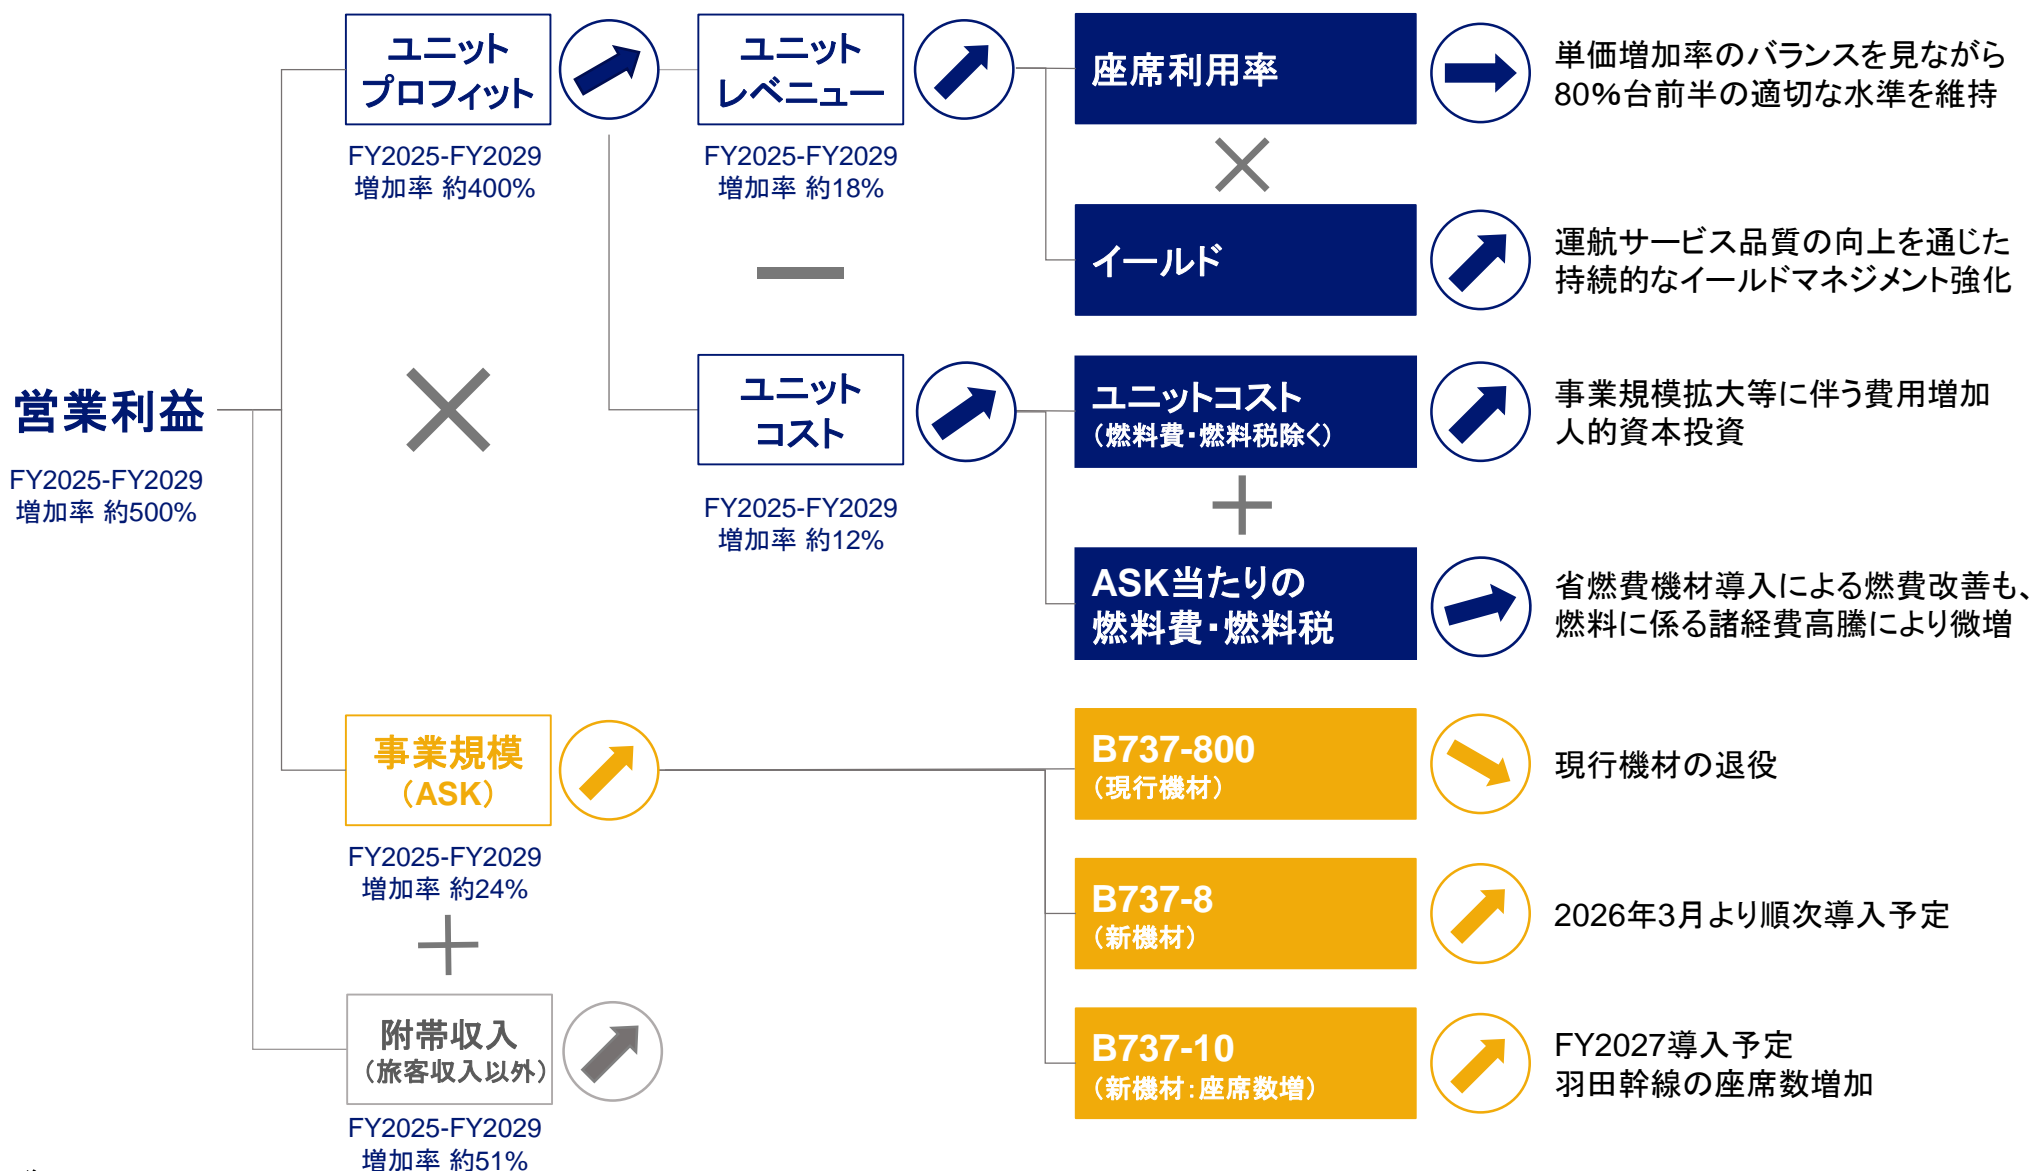 営業利益
FY2025-FY2029
増加率 約500%
ユニット
プロフィット
FY2025-FY2029
増加率 約400%
ユニット
レベニュー
FY2025-FY2029
増加率 約18%
座席利用率
単価増加率のバランスを見ながら
80%台前半の適切な水準を維持
イールド
運航サービス品質の向上を通じた
持続的なイールドマネジメント強化
ユニット
コスト
FY2025-FY2029
増加率 約12%
ユニットコスト
（燃料費・燃料税除く）
事業規模拡大等に伴う費用増加
人的資本投資
ASK当たりの
燃料費・燃料税
省燃費機材導入による燃費改善も、
燃料に係る諸経費高騰により微増
事業規模
（ASK）
FY2025-FY2029
増加率 約24%
B737-800
（現行機材）
現行機材の退役
B737-8
（新機材）
2026年3月より順次導入予定
B737-10
（新機材：座席数増）
FY2027導入予定
羽田幹線の座席数増加
附帯収入
（旅客収入以外）
FY2025-FY2029
増加率 約51%